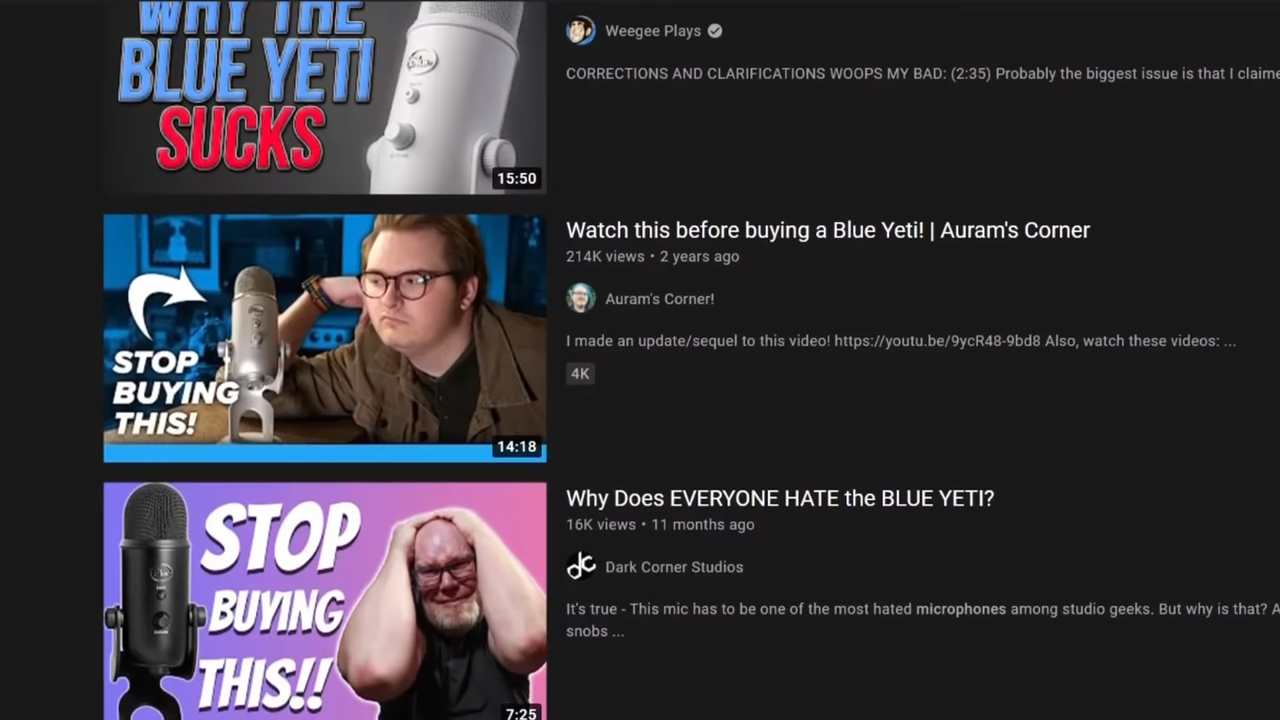 WHY THE
BLUE YETI
SUCKS
15:50
Weegee Plays
CORRECTIONS AND CLARIFICATIONS WOOPS MY BAD: (2:35) Probably the biggest issue is that I claime
STOP
BUYING
THIS!
14:18
Watch this before buying a Blue Yeti! | Auram's Corner
214K views • 2 years ago
Auram's Corner!
I made an update/sequel to this video! https://youtu.be/9ycR48-9bd8 Also, watch these videos: ...
4K
STOP
BUYING
THIS!!
7:25
Why Does EVERYONE HATE the BLUE YETI?
16K views • 11 months ago
dc
Dark Corner Studios
It's true - This mic has to be one of the most hated microphones among studio geeks. But why is that? A
snobs ...